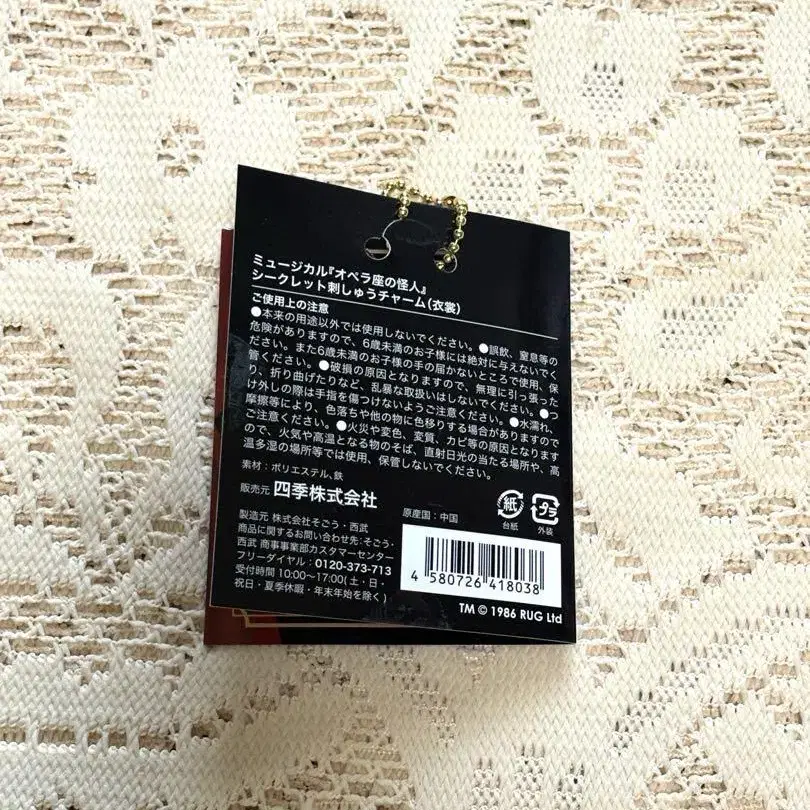 ミュージカル『オペラ座の怪人』
シークレット刺しゅうチャーム(衣裳)
ご使用上の注意
●本来の用途以外では使用しないでください。●誤飲、窒息等の
危険がありますので、6歳未満のお子様には絶対に与えないでく
ださい。また6歳未満のお子様の手の届かないところで使用、保
管ください。●破損の原因となりますので、無理に引っ張った
り、折り曲げたりなど、乱暴な取扱いはしないでください。●つ
け外しの際は手指を傷つけないようご注意ください。●水濡れ、
摩擦等により、色落ちや他の物に色移りする場合がありますので
ご注意ください。●火災や変色、変質、カビ等の原因となります
ので、火気や高温となる物のそば、直射日光の当たる場所や、高
温多湿の場所等では使用、保管しないでください。
素材:ポリエステル、鉄
販売元 四季株式会社
原産国:中国
紙
台紙
プラ
外装
製造元 株式会社そごう・西武
商品に関するお問い合わせ先:そごう・
西武 商事事業部カスタマーセンター
フリーダイヤル:0120-373-713
受付時間 10:00〜17:00(土・日・
祝日・夏季休暇・年末年始を除く)
4 580726 418038
TM © 1986 RUG Ltd